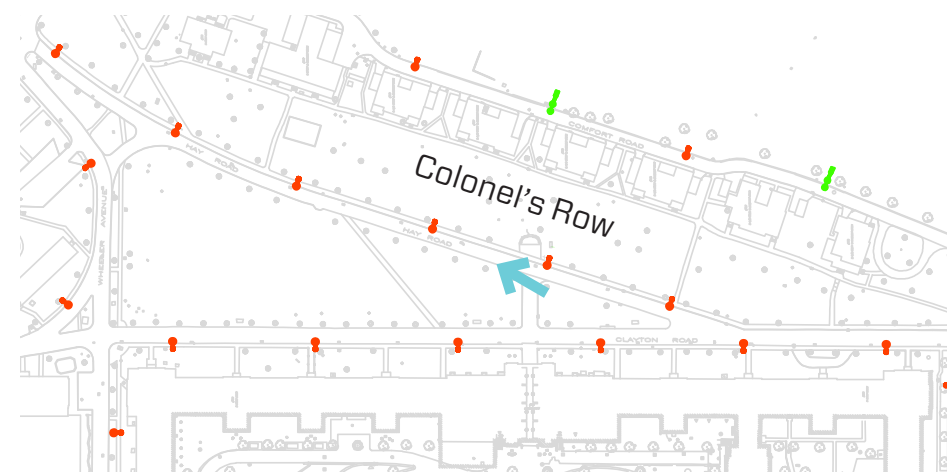 COMFORT ROAD
HAY ROAD
Colonel's Row
WHEELER AVENUE
HAY ROAD
CLAYTON ROAD